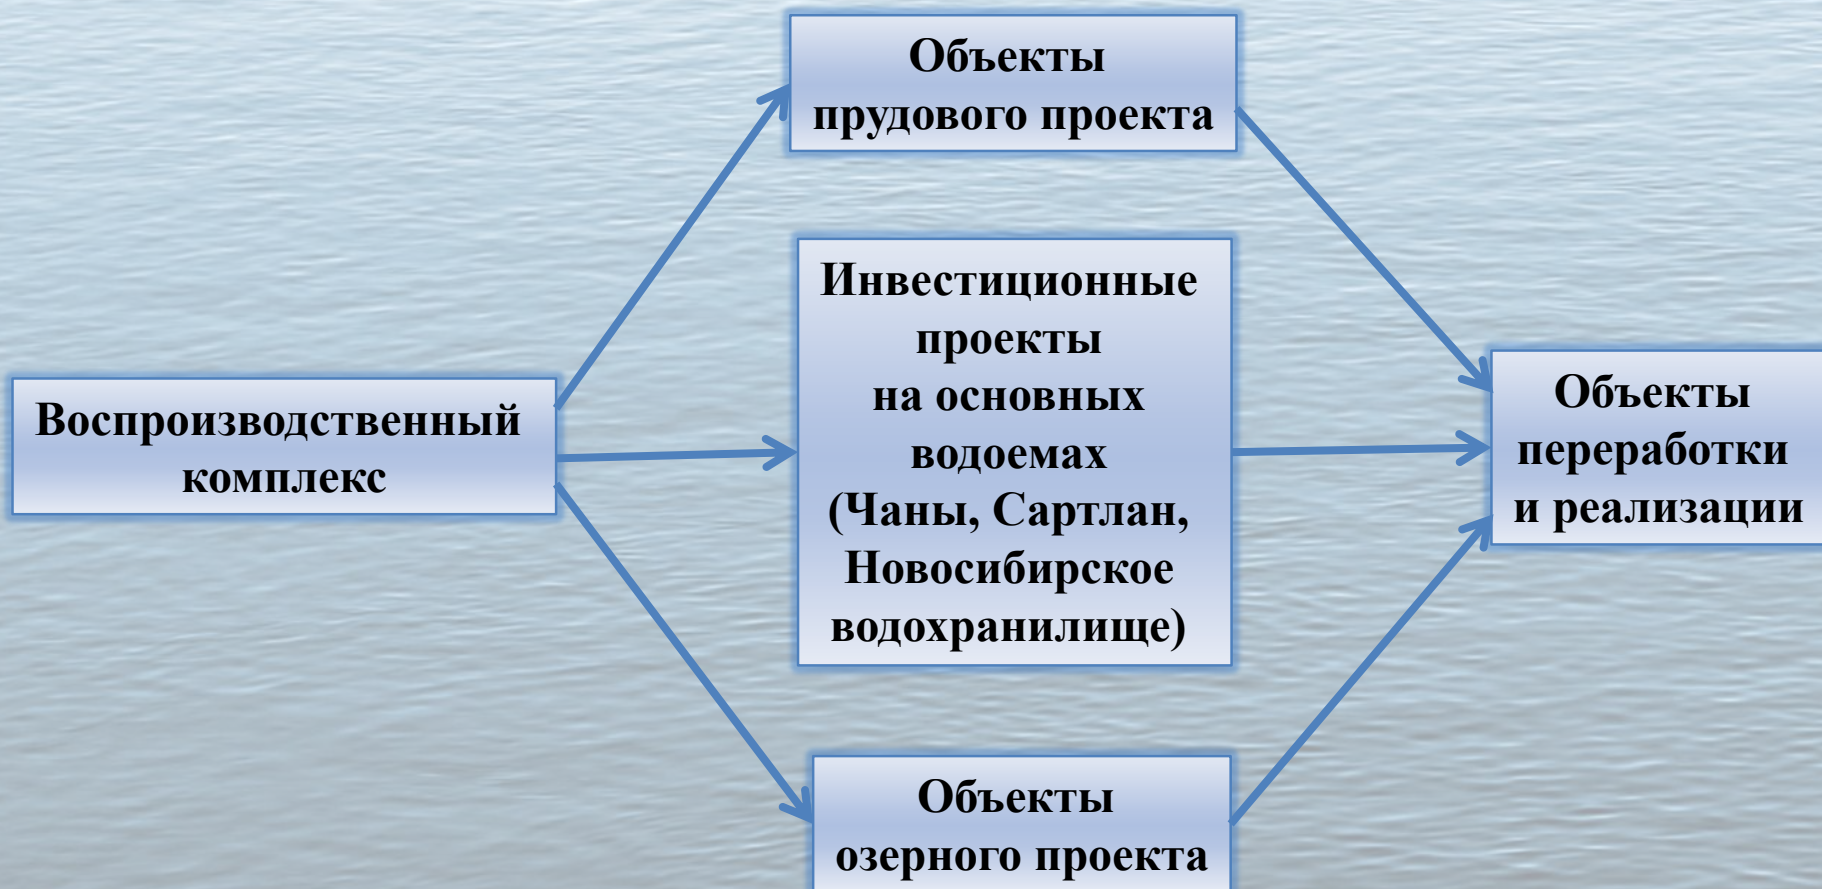 Объекты
прудового проекта
Инвестиционные
проекты
на основных
водоемах
(Чаны, Сартлан,
Новосибирское
водохранилище)
Воспроизводственный
комплекс
Объекты
переработки
и реализации
Объекты
озерного проекта